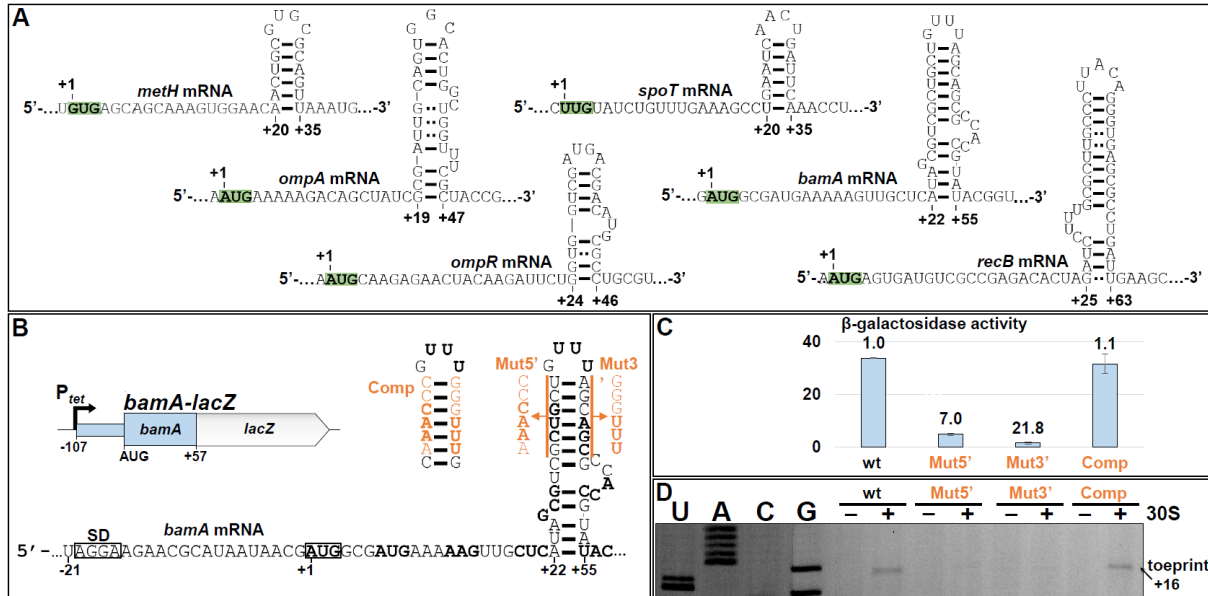 A
+1
metH mRNA
5’-...UGUGAGCAGCAAAGUGGAACA
UAAAUG...-3’
+20 +35
+1
spoT mRNA
5’-...CUUGUAUCUGUUUGAAAGCCU
CAAACCU...-3’
+20 +35
+1
ompA mRNA
5’-...AAUGAAAAAGACAGCUAUCG
CUACCG...-3’
+19 +47
+1
bamA mRNA
5’-...GAUGGCGAUGAAAAAGUUGCUCA
UACGGU...-3’
+22 +55
+1
ompR mRNA
5’-...AAUGCAAGAGAACUACAAGAUUCUG
CUGCGU...-3’
+24 +46
+1
recB mRNA
5’-...AAUGAGUGAUGUCGCCGAGACACUAG
UGAAGC...-3’
+25 +63
B
P tet
bamA-lacZ
bamA
lacZ
-107
AUG
+57
Comp
Mut5’
Mut3
’
bamA mRNA
SD
5’-...UAGGAAGAACGCAUAAUAACGAUGGCGAUGAAAAAGUUGCUCA
UAC...
-21
+1
+22 +55
C
β-galactosidase activity
40
20
0
1.0
7.0
21.8
1.1
wt
Mut5’
Mut3’
Comp
D
wt
Mut5’
Mut3’
Comp
U A C G
– + – + – + – +
30S
toeprint
+16